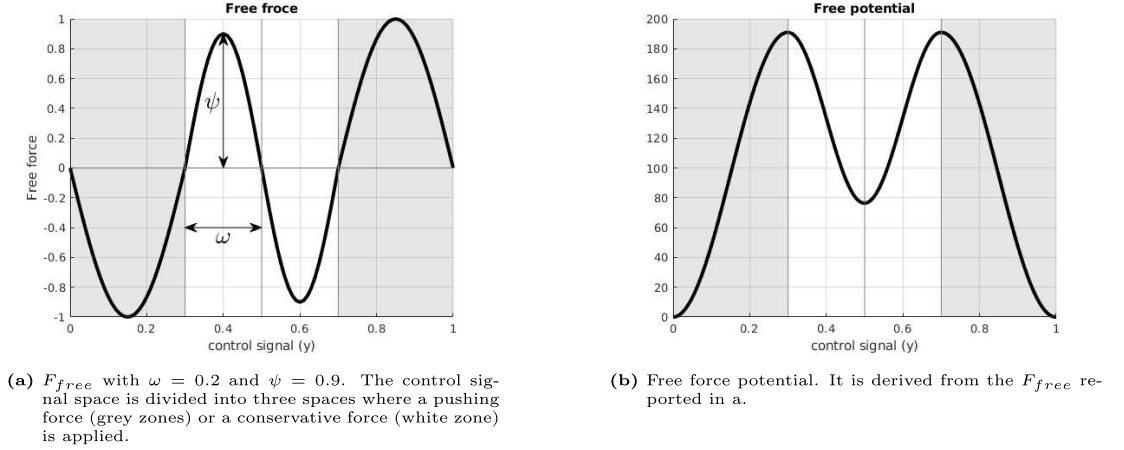 Free froce
1
0.8
0.6
0.4
0.2
0
-0.2
-0.4
-0.6
-0.8
-1
Free force
ψ
ω
0
0.2
0.4
0.6
0.8
1
control signal (y)
(a) F_free with ω = 0.2 and ψ = 0.9. The control sig-
nal space is divided into three spaces where a pushing
force (grey zones) or a conservative force (white zone)
is applied.
Free potential
200
180
160
140
120
100
80
60
40
20
0
0
0.2
0.4
0.6
0.8
1
control signal (y)
(b) Free force potential. It is derived from the F_free re-
ported in a.